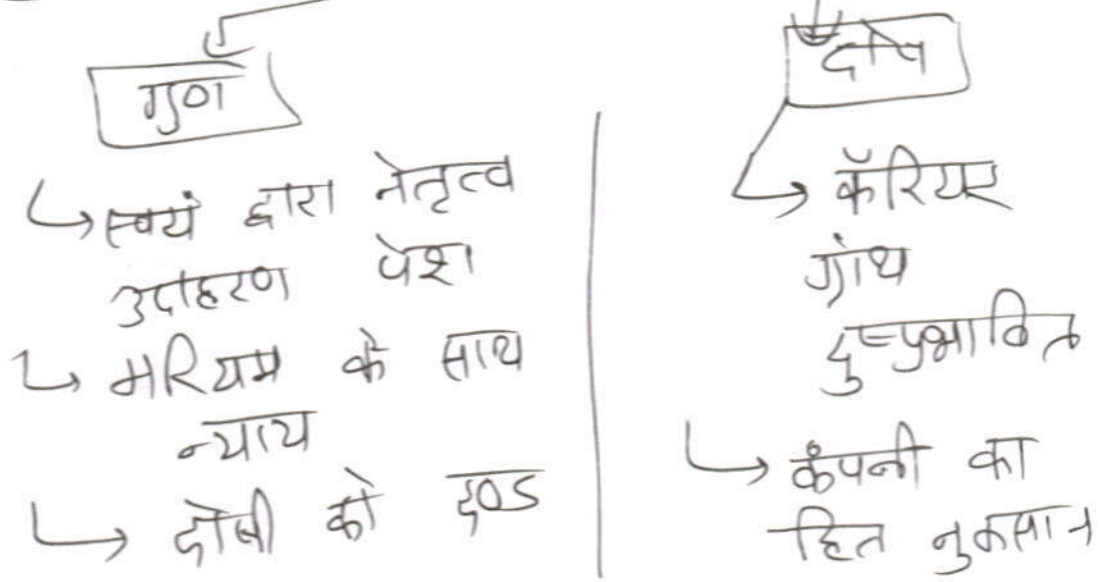 गुण
स्वयं द्वारा नेतृत्व
उदाहरण पेश
मरियम के साथ
न्याय
दोषी को दण्ड
दोष
कॅरियर
ग्रोथ
दुष्प्रभावित
कंपनी का
हित नुकसान